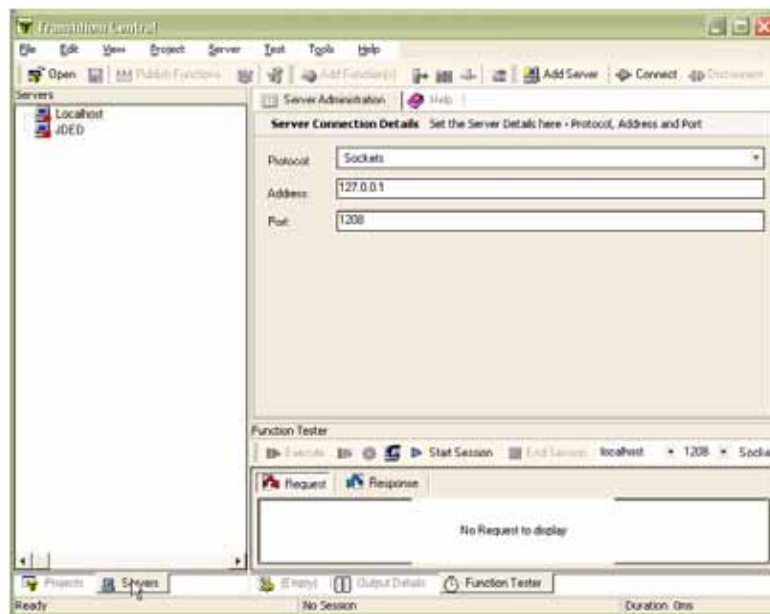 Transidiom Central
File Edit View Project Server Test Tools Help
Open Publish Functions Add Function(s) Add Server Connect Disconnect
Servers
Localhost
JDED
Server Administration Help
Server Connection Details Set the Server Details here - Protocol, Address and Port
Protocol: Sockets
Address: 127.0.0.1
Port: 1208
Function Tester
Execute Start Session End Session localhost 1208 Socke
Request Response
No Request to display
Projects Servers (Empty) Output Details Function Tester
Ready No Session Duration 0ms